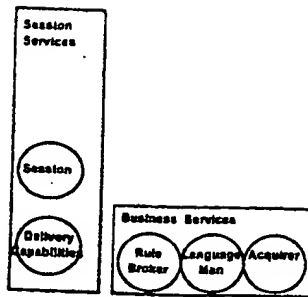 Session
Services
Session
Delivery
Capabilities
Business Services
Rule
Broker
Language
Man
Acquirer